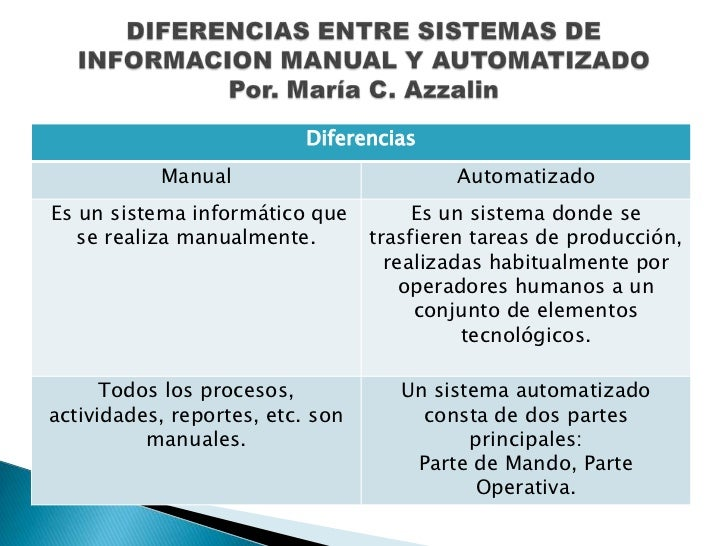 DIFERENCIAS ENTRE SISTEMAS DE
INFORMACION MANUAL Y AUTOMATIZADO
Por. María C. Azzalin
Diferencias
Manual
Automatizado
Es un sistema informático que
se realiza manualmente.
Es un sistema donde se
trasfieren tareas de producción,
realizadas habitualmente por
operadores humanos a un
conjunto de elementos
tecnológicos.
Todos los procesos,
actividades, reportes, etc. son
manuales.
Un sistema automatizado
consta de dos partes
principales:
Parte de Mando, Parte
Operativa.